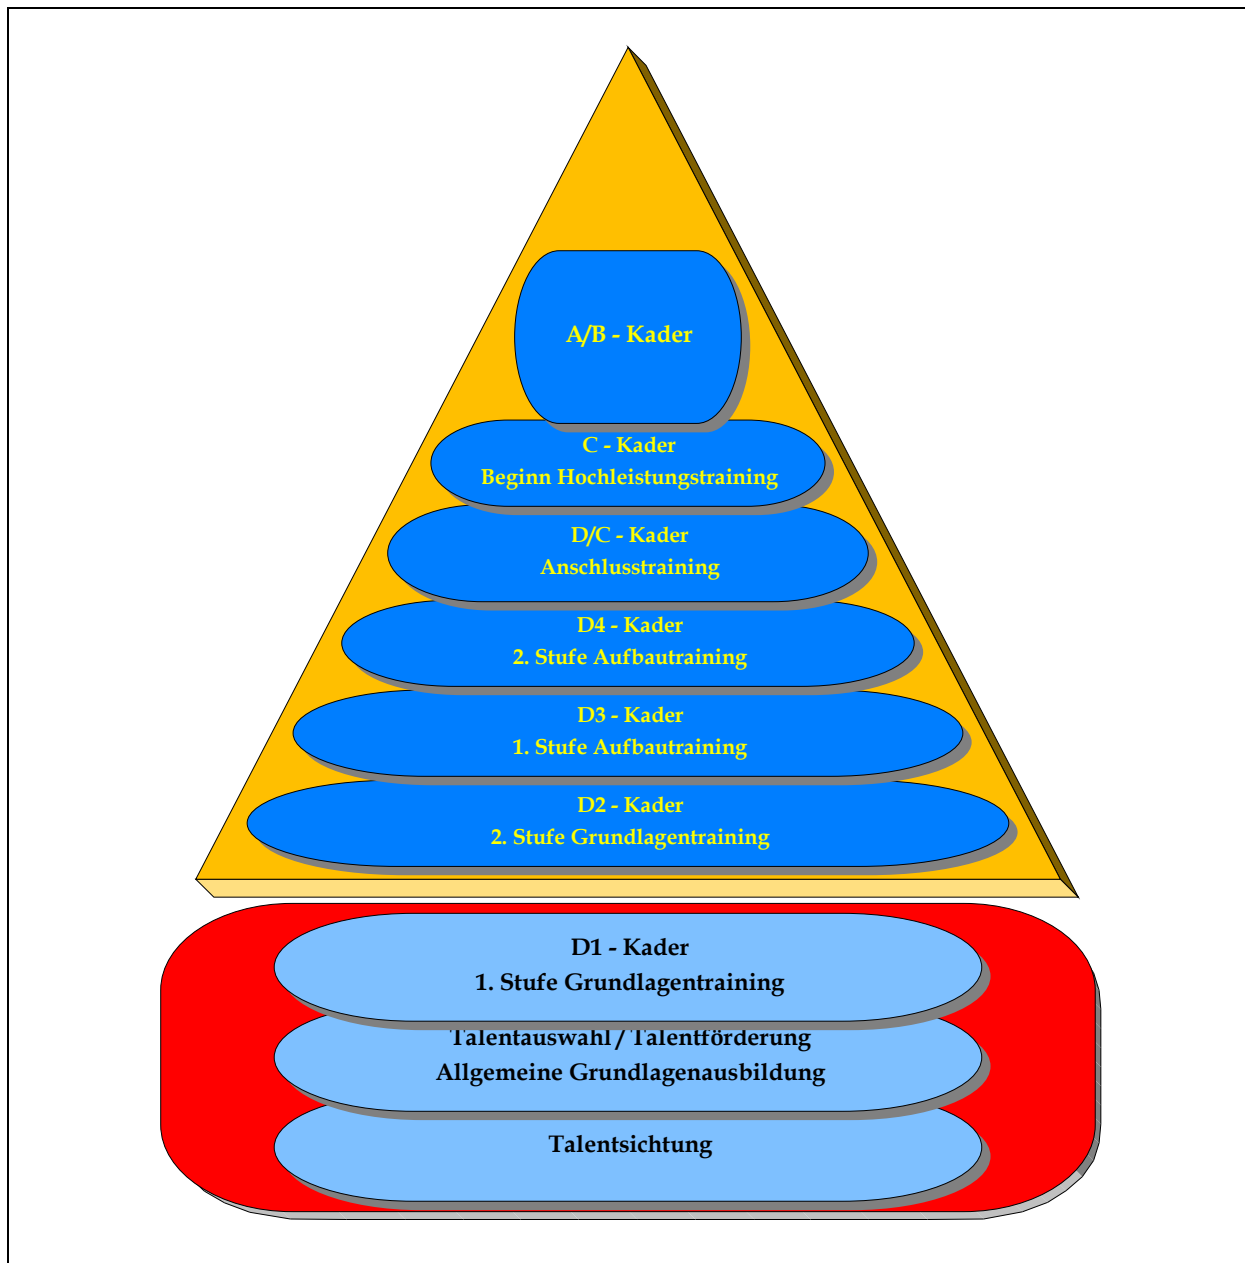 A/B - Kader
C - Kader
Beginn Hochleistungstraining
D/C - Kader
Anschlusstraining
D4 - Kader
2. Stufe Aufbautraining
D3 - Kader
1. Stufe Aufbautraining
D2 - Kader
2. Stufe Grundlagentraining
D1 - Kader
1. Stufe Grundlagentraining
Talentauswahl / Talentförderung
Allgemeine Grundlagenausbildung
Talentsichtung